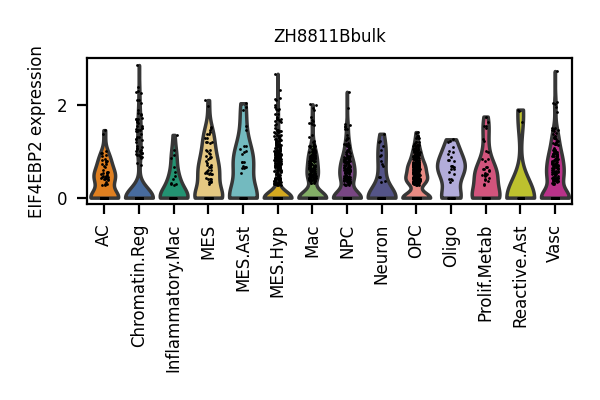 ZH8811Bbulk
EIF4EBP2 expression
2
0
AC
Chromatin.Reg
Inflammatory.Mac
MES
MES.Ast
MES.Hyp
Mac
NPC
Neuron
OPC
Oligo
Prolif.Metab
Reactive.Ast
Vasc